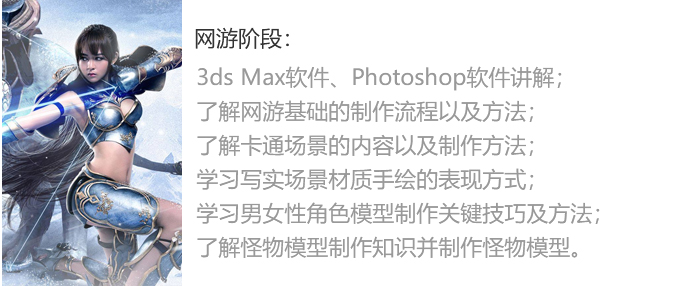 网游阶段：
3ds Max软件、Photoshop软件讲解；
了解网游基础的制作流程以及方法；
了解卡通场景的内容以及制作方法；
学习写实场景材质手绘的表现方式；
学习男女性角色模型制作关键技巧及方法；
了解怪物模型制作知识并制作怪物模型。